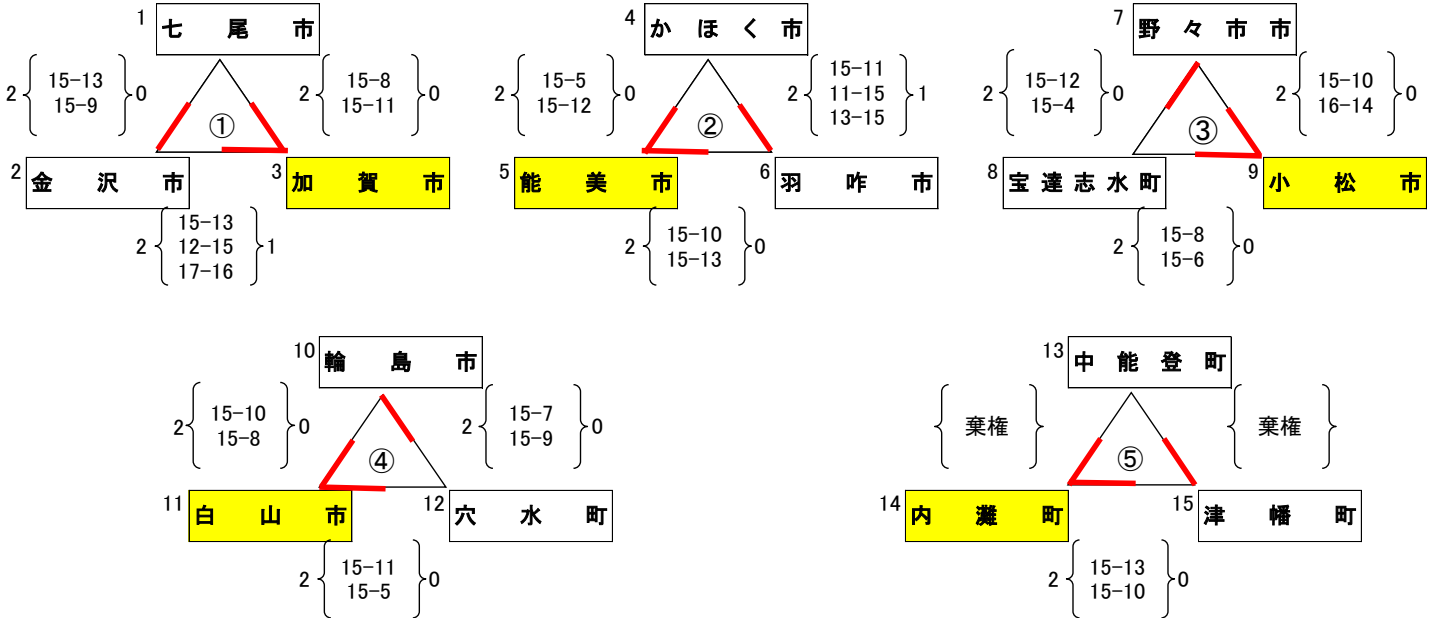 1 七尾市
2 { 15-13 15-9 } 0
2 { 15-8 15-11 } 0
①
2 金沢市
3 加賀市
2 { 15-13 12-15 17-16 } 1
4 かほく市
2 { 15-5 15-12 } 0
2 { 15-11 11-15 13-15 } 1
②
5 能美市
6 羽咋市
2 { 15-10 15-13 } 0
7 野々市市
2 { 15-12 15-4 } 0
2 { 15-10 16-14 } 0
③
8 宝達志水町
9 小松市
2 { 15-8 15-6 } 0
10 輪島市
2 { 15-10 15-8 } 0
2 { 15-7 15-9 } 0
④
11 白山市
12 穴水町
2 { 15-11 15-5 } 0
13 中能登町
{ 棄権 }
{ 棄権 }
⑤
14 内灘町
15 津幡町
2 { 15-13 15-10 } 0